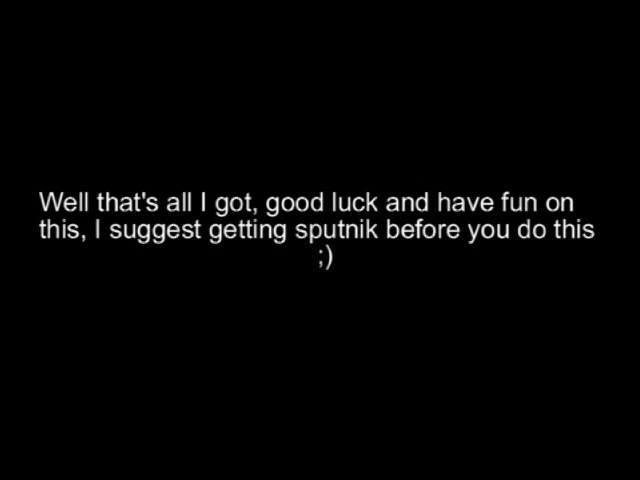 Well that's all I got, good luck and have fun on
this, I suggest getting sputnik before you do this
;)